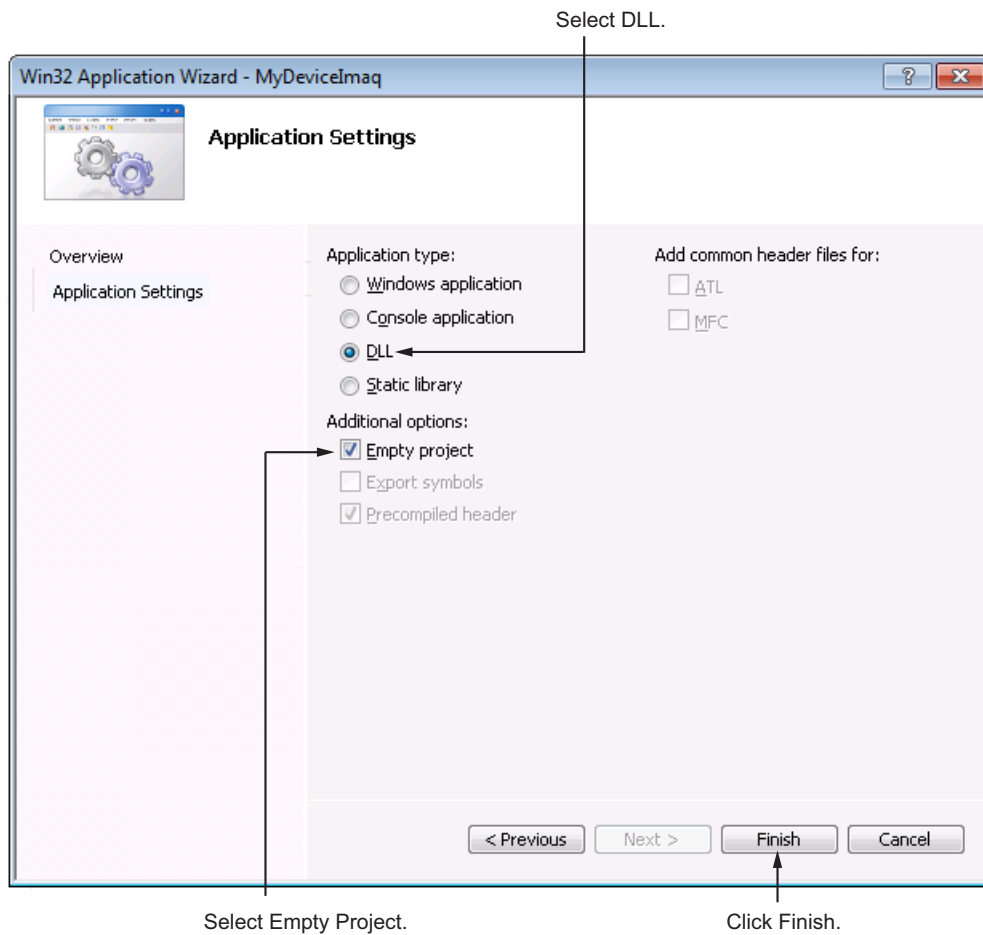 Select DLL.
Win32 Application Wizard - MyDeviceImaq
?
Application Settings
Overview
Application Settings
Application type:
Windows application
Console application
DLL
Static library
Additional options:
Empty project
Export symbols
Precompiled header
Add common header files for:
ATL
MFC
< Previous
Next >
Finish
Cancel
Select Empty Project.
Click Finish.